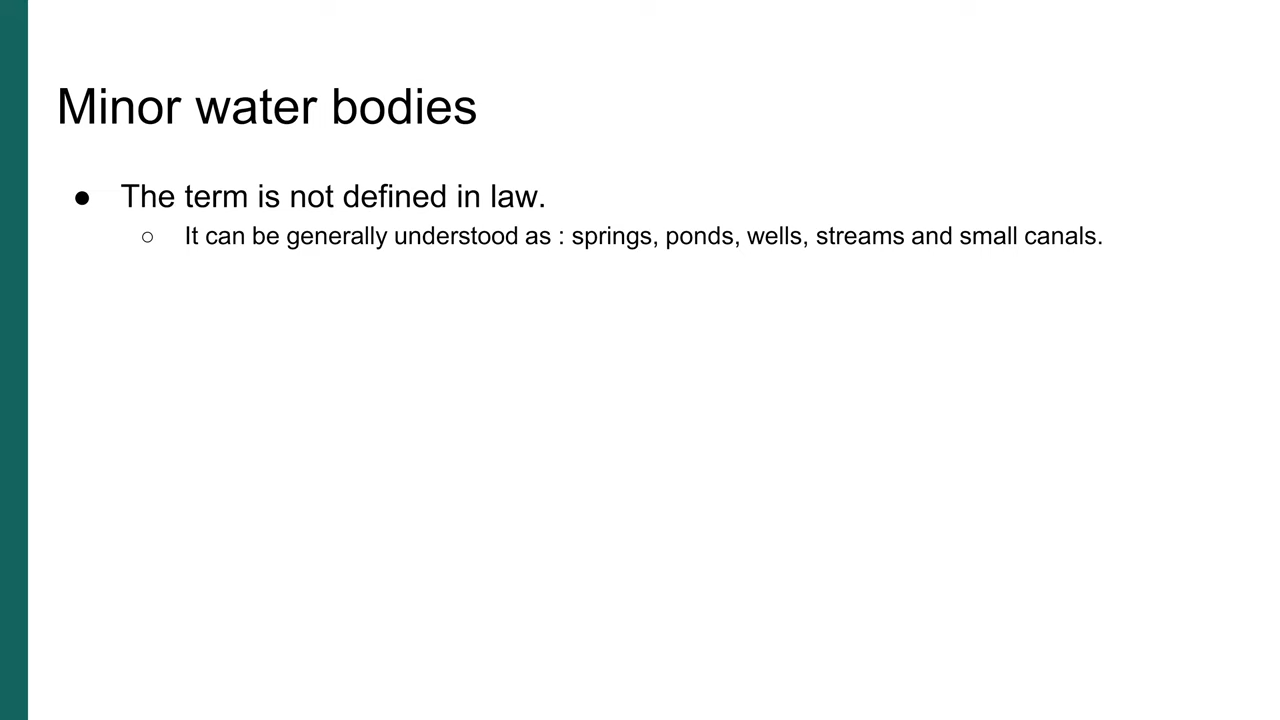 Minor water bodies
● The term is not defined in law.
○ It can be generally understood as : springs, ponds, wells, streams and small canals.